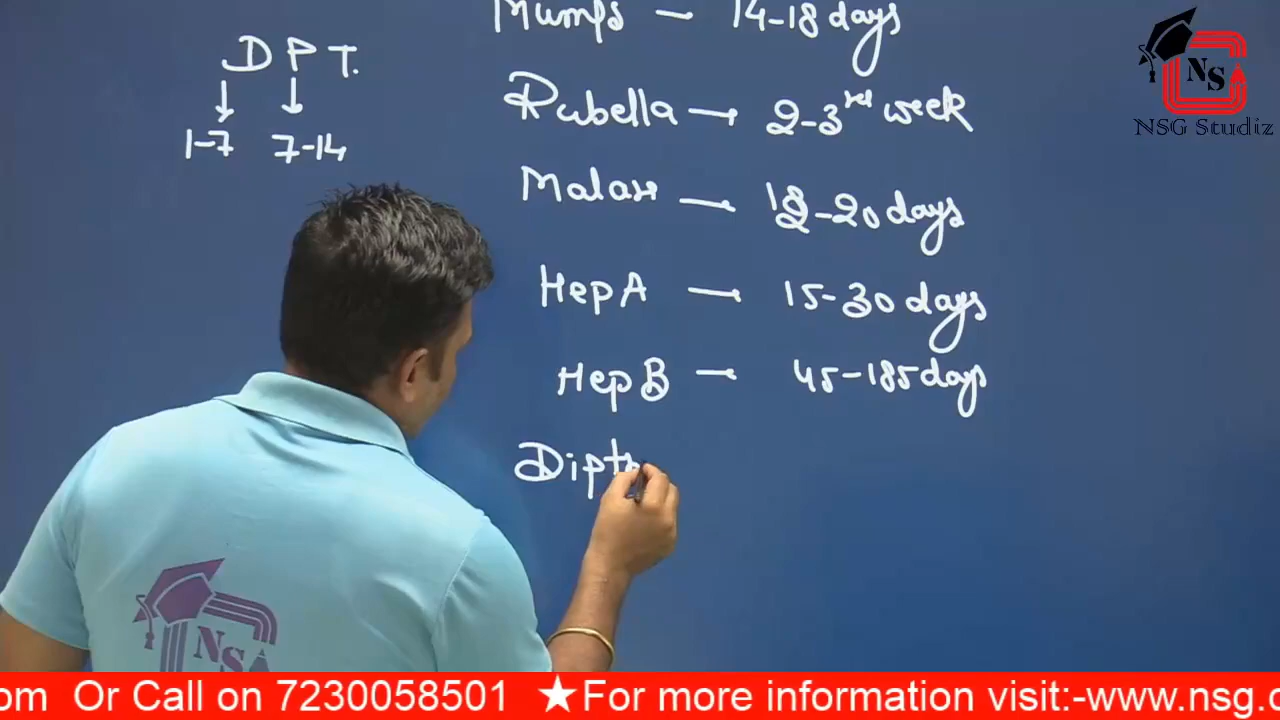 Mumps - 14-18 days
D P T.
1-7 7-14
Rubella → 2-3rd week
→ 18-20 days
Hep A → 15-30 days
Hep B → 45-185 days
Dipth
NS
NSG Studiz
NS
om Or Call on 7230058501 ★For more information visit:-www.nsg.c